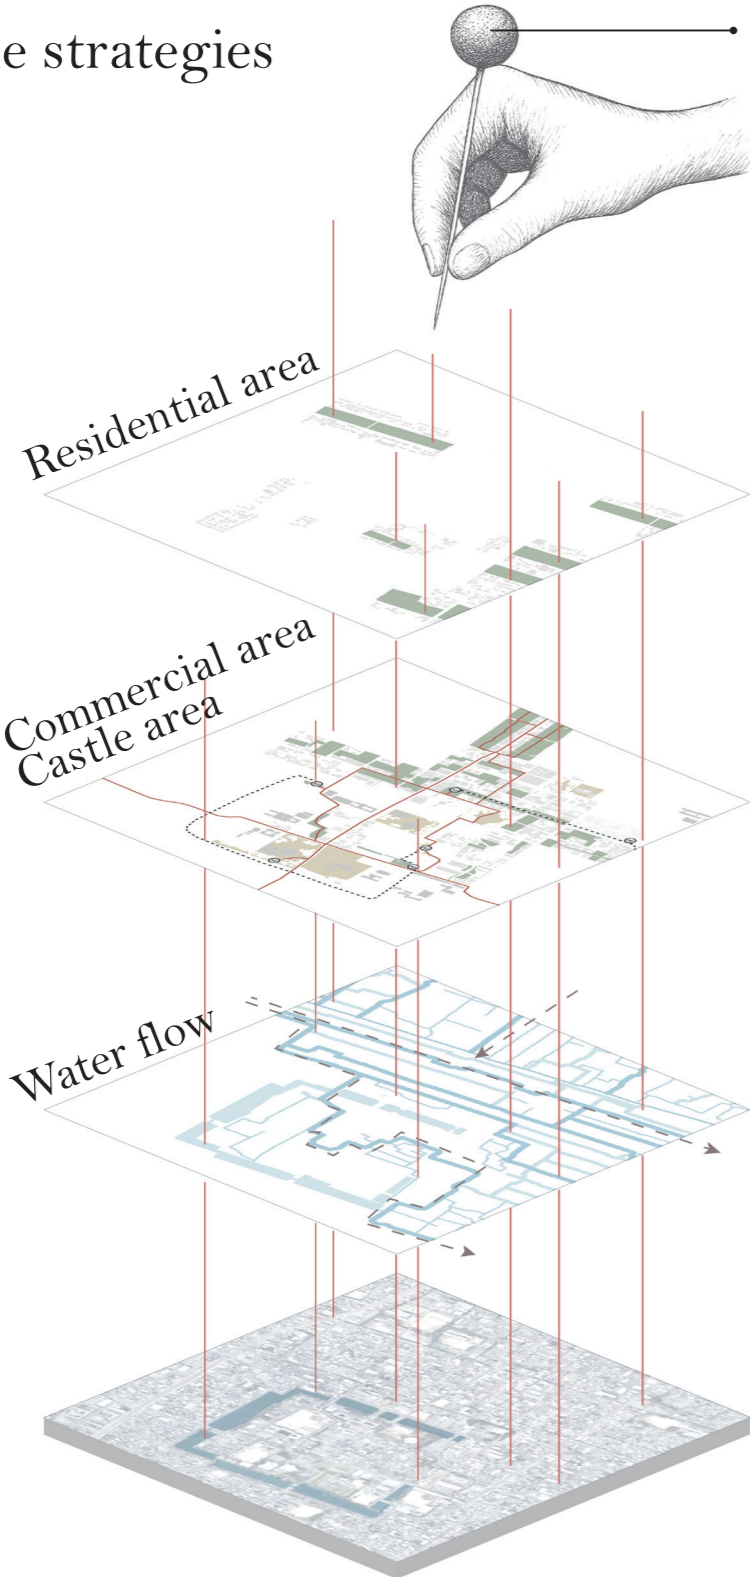 e strategies
Residential area
Commercial area
Castle area
Water flow